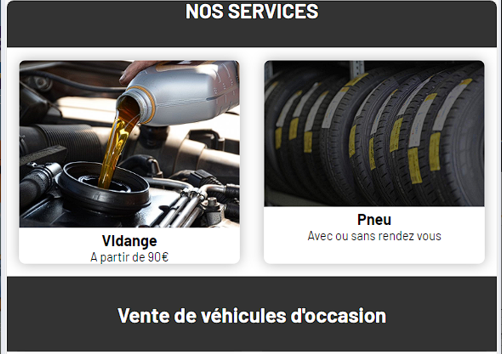 NOS SERVICES
VIdange
A partir de 90€
Pneu
Avec ou sans rendez vous
Vente de véhicules d'occasion